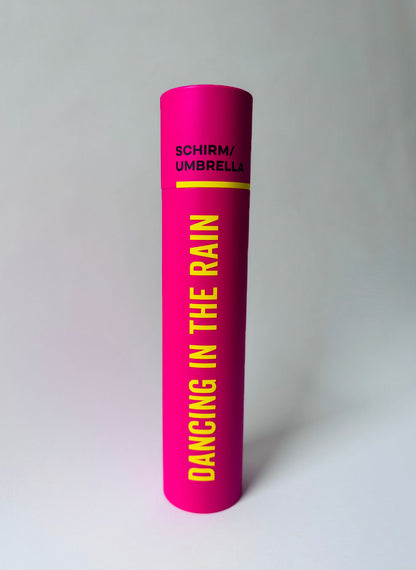 SCHIRM/
UMBRELLA
DANCING IN THE RAIN